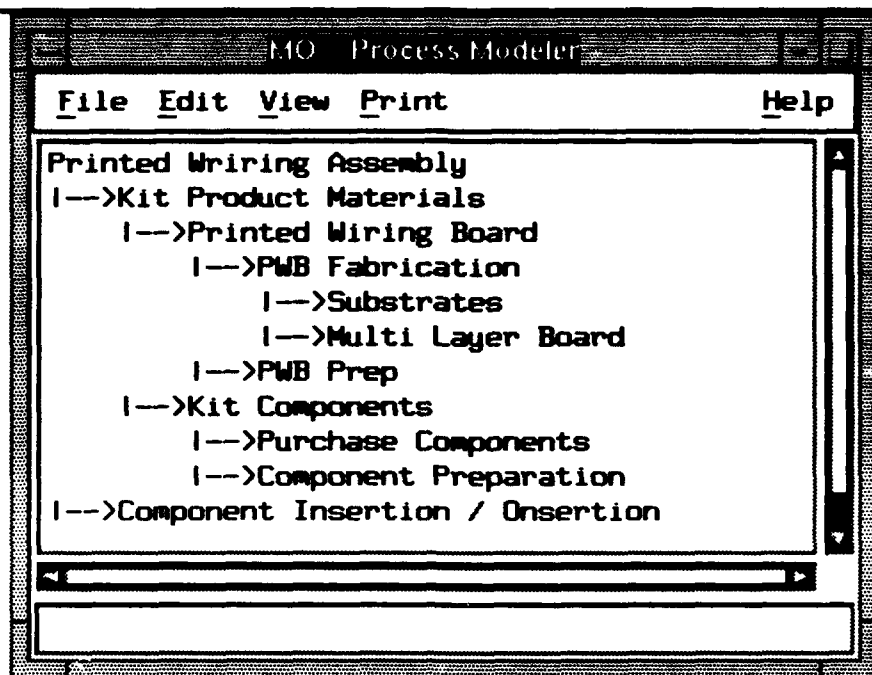 MO Process Modeler
File Edit View Print Help
Printed Wriring Assembly
|-->Kit Product Materials
|-->Printed Wiring Board
|-->PWB Fabrication
|-->Substrates
|-->Multi Layer Board
|-->PWB Prep
|-->Kit Components
|-->Purchase Components
|-->Component Preparation
|-->Component Insertion / Onsertion